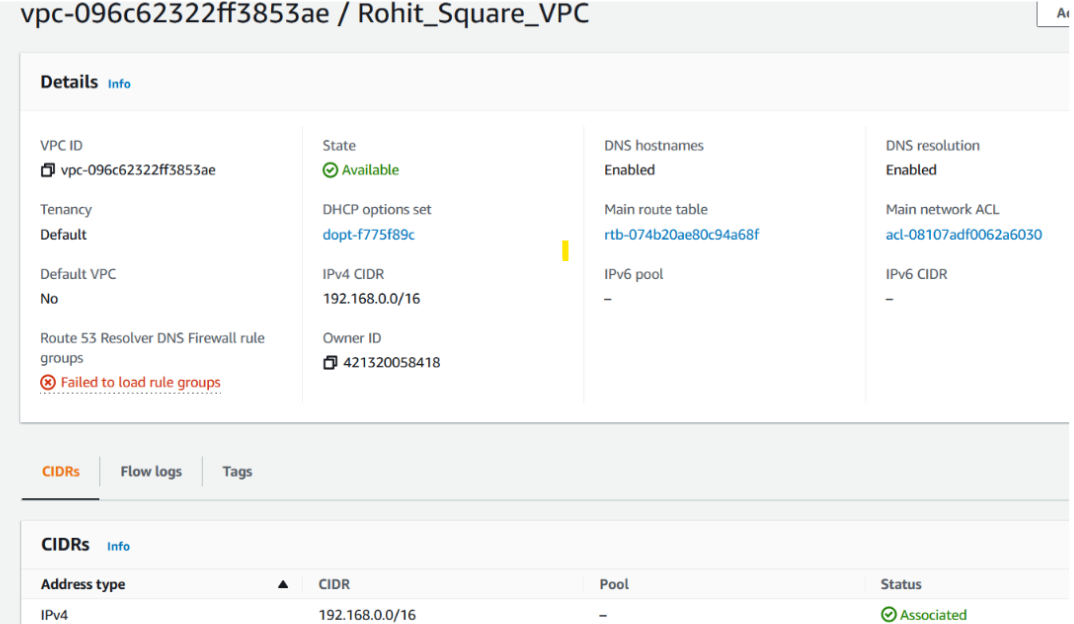 vpc-096c62322ff3853ae / Rohit_Square_VPC
Details Info
VPC ID
vpc-096c62322ff3853ae
State
Available
DNS hostnames
Enabled
DNS resolution
Enabled
Tenancy
Default
DHCP options set
dopt-f775f89c
Main route table
rtb-074b20ae80c94a68f
Main network ACL
acl-08107adf0062a6030
Default VPC
No
IPv4 CIDR
192.168.0.0/16
IPv6 pool
–
IPv6 CIDR
–
Route 53 Resolver DNS Firewall rule
groups
Failed to load rule groups
Owner ID
421320058418
CIDRs Flow logs Tags
CIDRs Info
Address type CIDR Pool Status
IPv4 192.168.0.0/16 – Associated